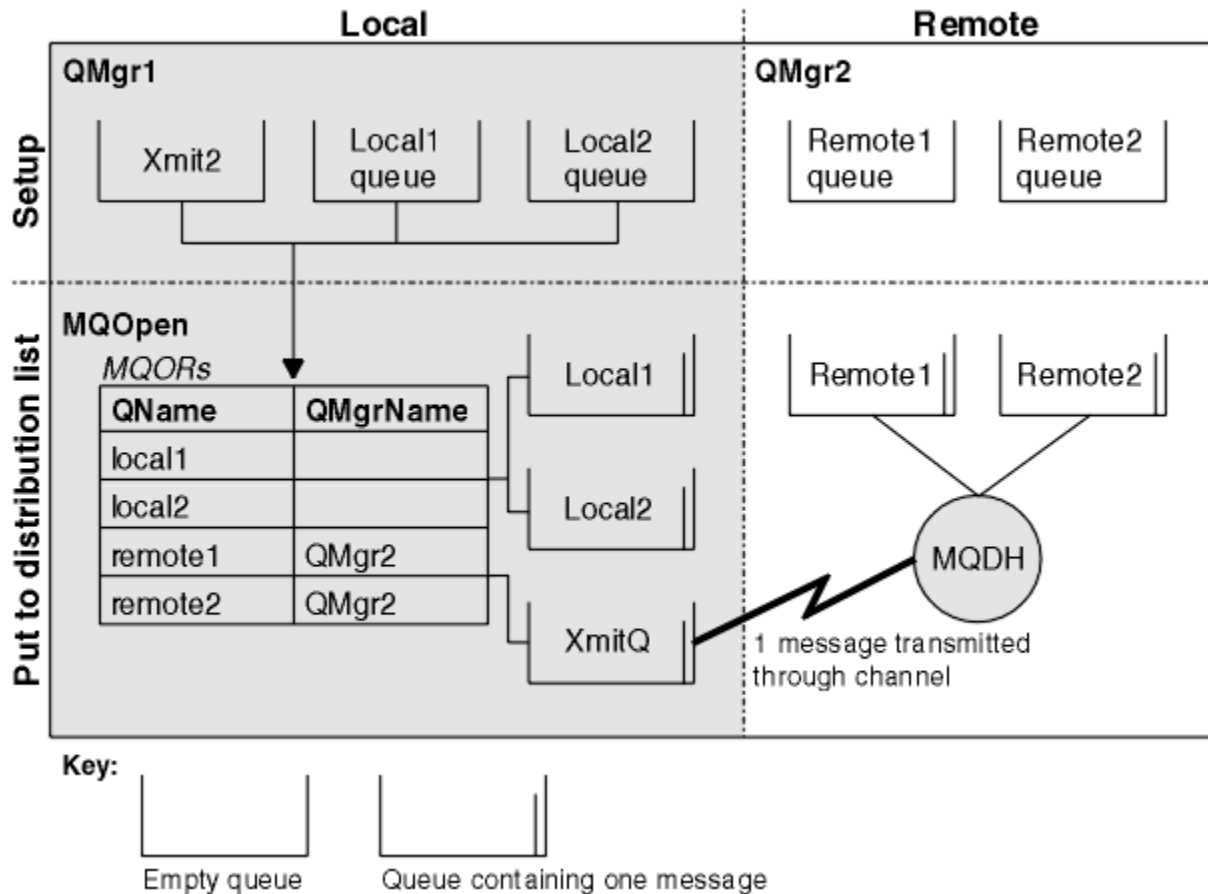 Local
Remote
Setup
QMgr1
Xmit2
Local1
queue
Local2
queue
QMgr2
Remote1
queue
Remote2
queue
Put to distribution list
MQOpen
MQORs
QName QMgrName
local1
local2
remote1 QMgr2
remote2 QMgr2
Local1
Local2
XmitQ
Remote1
Remote2
MQDH
1 message transmitted
through channel
Key:
Empty queue
Queue containing one message